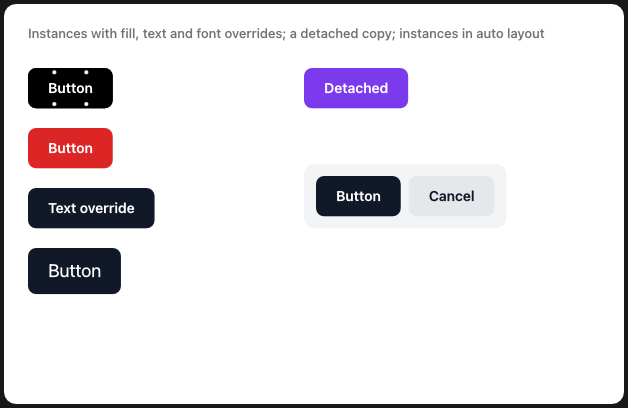 Instances with fill, text and font overrides; a detached copy; instances in auto layout
Button
Detached
Button
Text override
Button
Cancel
Button